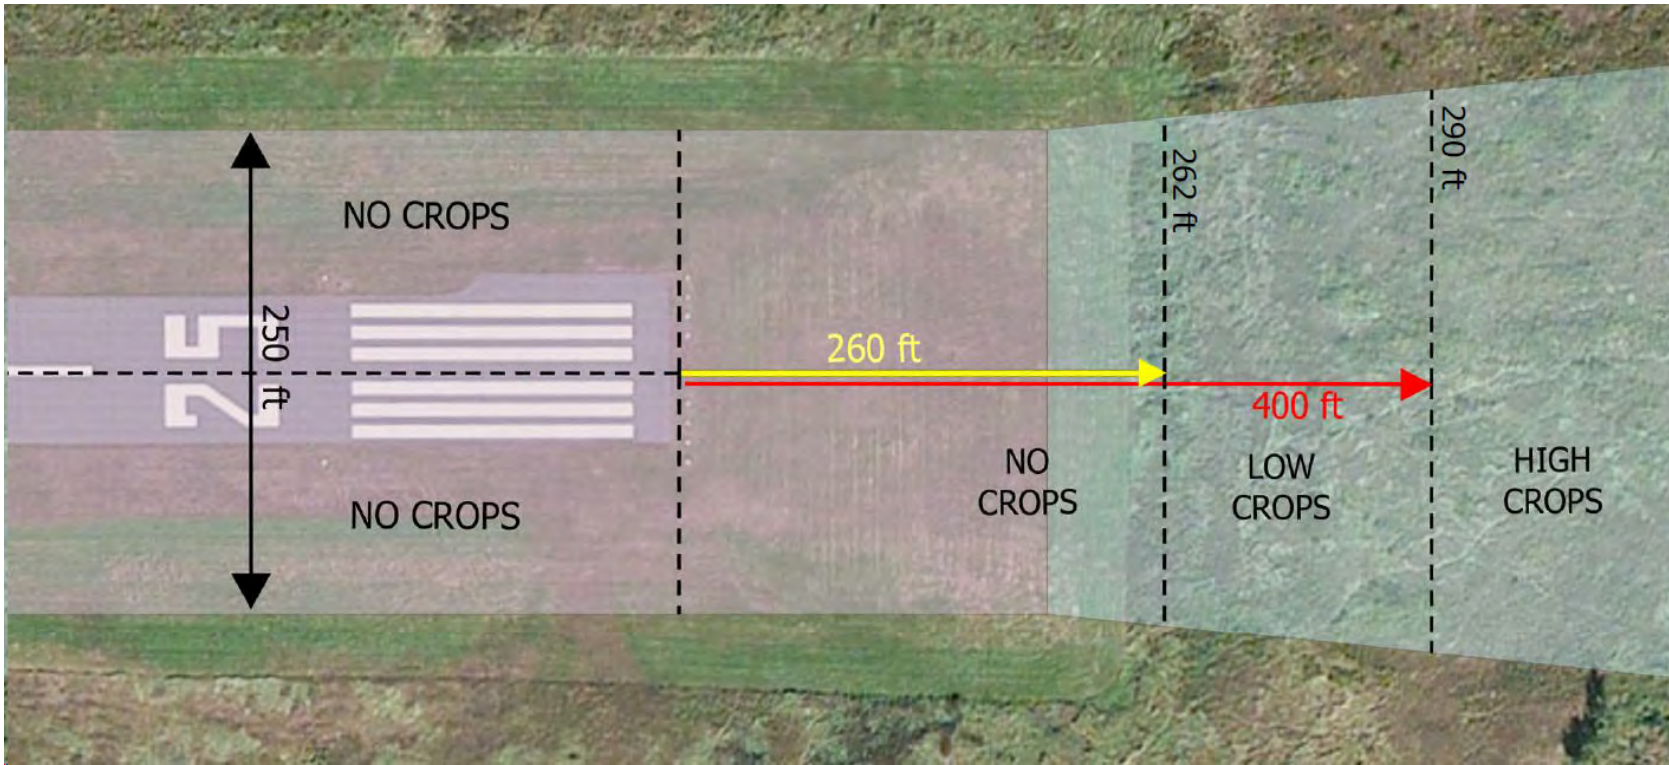 NO CROPS
25
250 ft
NO CROPS
260 ft
400 ft
262 ft
290 ft
NO
CROPS
LOW
CROPS
HIGH
CROPS